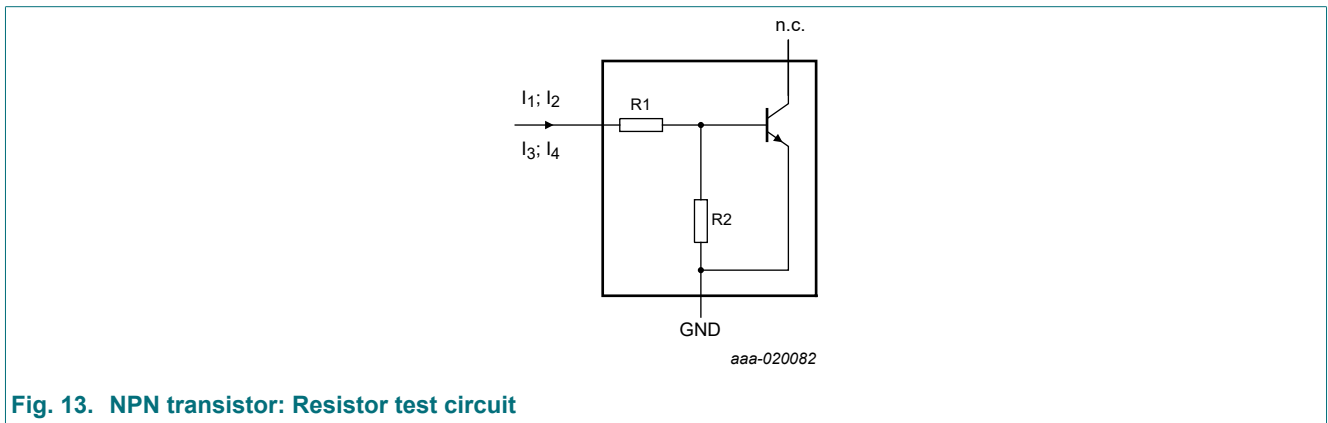 n.c.
I1; I2
R1
I3; I4
R2
GND
aaa-020082
Fig. 13. NPN transistor: Resistor test circuit